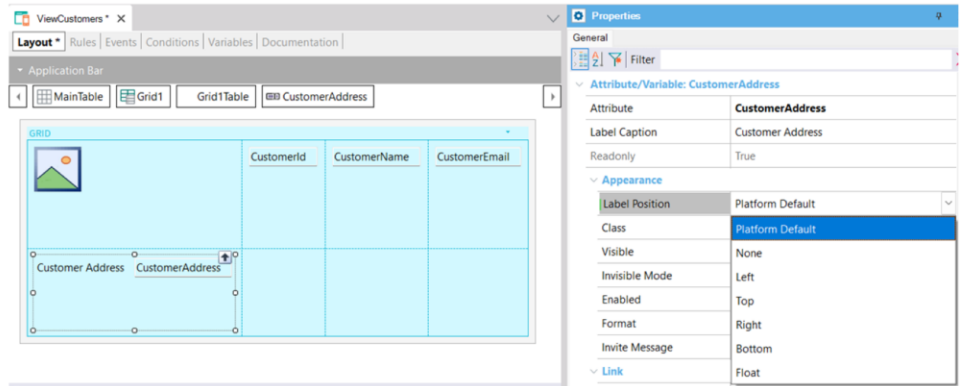 ViewCustomers * X
Properties
Layout * Rules Events Conditions Variables Documentation
General
Filter
Application Bar
MainTable Grid1 Grid1Table CustomerAddress
Attribute/Variable: CustomerAddress
Attribute CustomerAddress
Label Caption Customer Address
Readonly True
Appearance
Label Position Platform Default
Class
Visible
Invisible Mode
Enabled
Format
Invite Message
Link
Platform Default
None
Left
Top
Right
Bottom
Float
GRID
CustomerId CustomerName CustomerEmail
Customer Address CustomerAddress